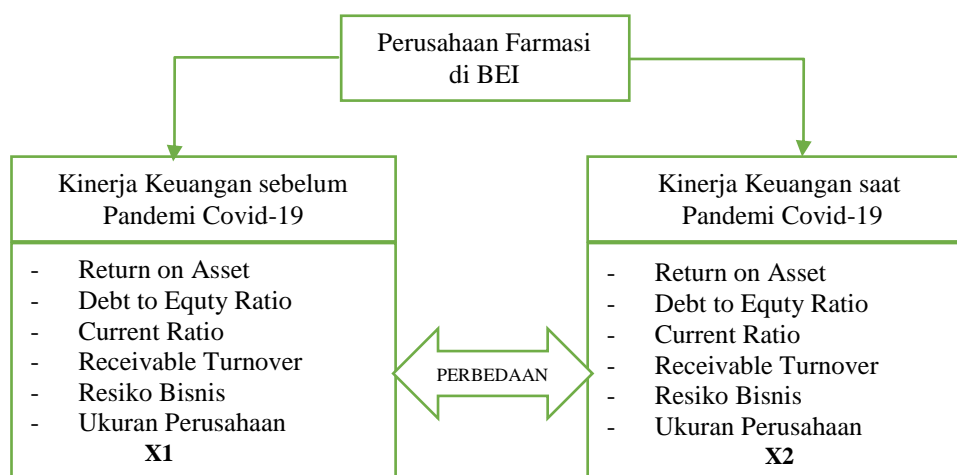 Perusahaan Farmasi
di BEI
Kinerja Keuangan sebelum
Pandemi Covid-19
- Return on Asset
- Debt to Equty Ratio
- Current Ratio
- Receivable Turnover
- Resiko Bisnis
- Ukuran Perusahaan
X1
PERBEDAAN
Kinerja Keuangan saat
Pandemi Covid-19
- Return on Asset
- Debt to Equty Ratio
- Current Ratio
- Receivable Turnover
- Resiko Bisnis
- Ukuran Perusahaan
X2